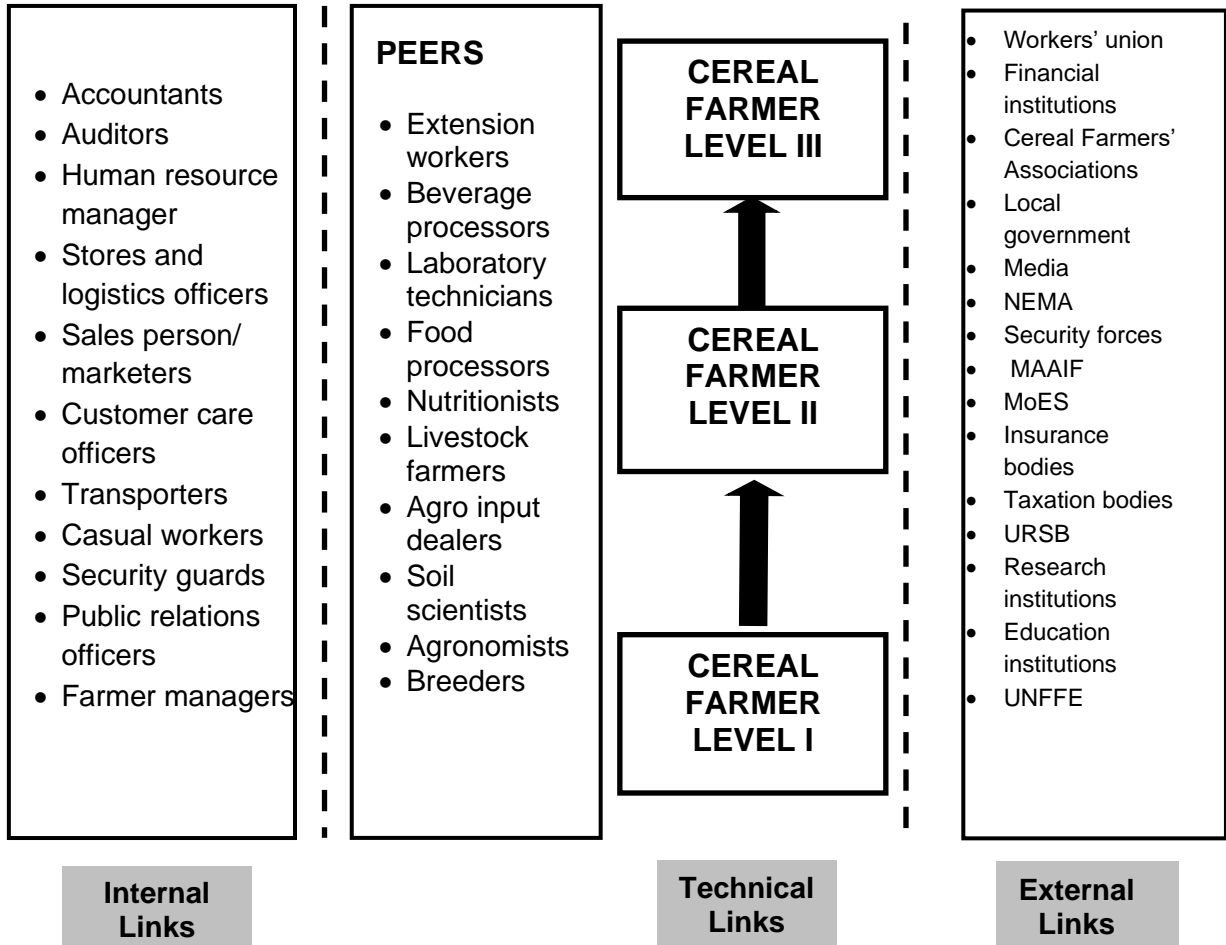 • Accountants
• Auditors
• Human resource
manager
• Stores and
logistics officers
• Sales person/
marketers
• Customer care
officers
• Transporters
• Casual workers
• Security guards
• Public relations
officers
• Farmer managers
PEERS
• Extension
workers
• Beverage
processors
• Laboratory
technicians
• Food
processors
• Nutritionists
• Livestock
farmers
• Agro input
dealers
• Soil
scientists
• Agronomists
• Breeders
CEREAL
FARMER
LEVEL III
CEREAL
FARMER
LEVEL II
CEREAL
FARMER
LEVEL I
• Workers’ union
• Financial
institutions
• Cereal Farmers’
Associations
• Local
government
• Media
• NEMA
• Security forces
• MAAIF
• MoES
• Insurance
bodies
• Taxation bodies
• URSB
• Research
institutions
• Education
institutions
• UNFFE
Internal
Links
Technical
Links
External
Links